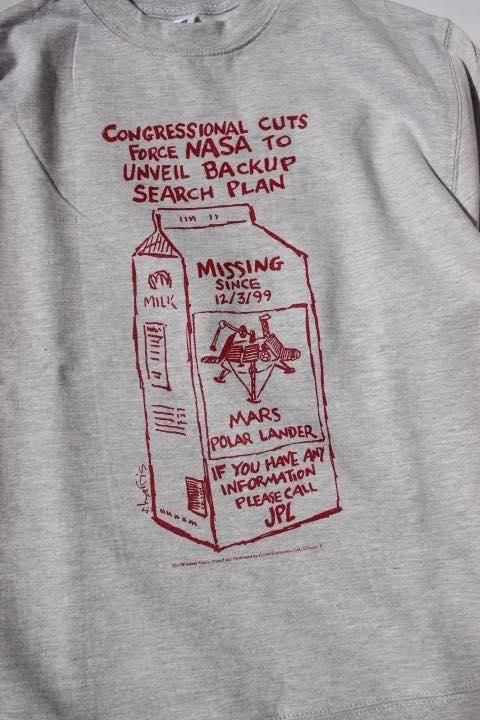 CONGRESSIONAL CUTS
FORCE NASA TO
UNVEIL BACKUP
SEARCH PLAN
MILK
MISSING
SINCE
12/3/99
MARS
POLAR LANDER
IF YOU HAVE ANY
INFORMATION
PLEASE CALL
JPL